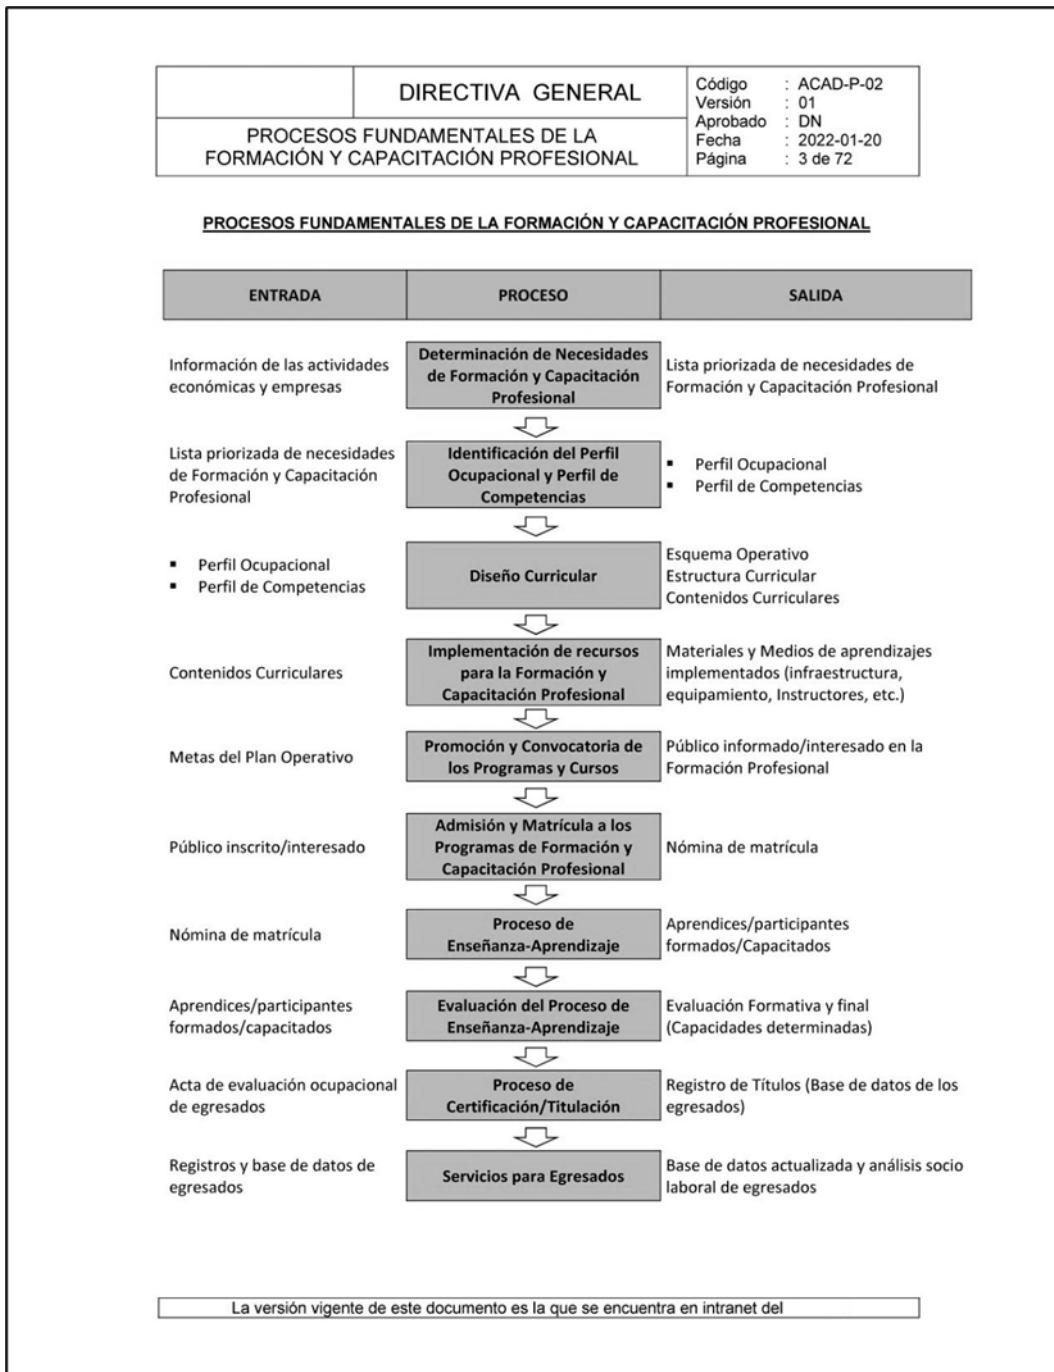 DIRECTIVA GENERAL
PROCESOS FUNDAMENTALES DE LA
FORMACIÓN Y CAPACITACIÓN PROFESIONAL
Código : ACAD-P-02
Versión : 01
Aprobado : DN
Fecha : 2022-01-20
Página : 3 de 72
PROCESOS FUNDAMENTALES DE LA FORMACIÓN Y CAPACITACIÓN PROFESIONAL
ENTRADA PROCESO SALIDA
Información de las actividades
económicas y empresas
Determinación de Necesidades
de Formación y Capacitación
Profesional
Lista priorizada de necesidades de
Formación y Capacitación Profesional
Lista priorizada de necesidades
de Formación y Capacitación
Profesional
Identificación del Perfil
Ocupacional y Perfil de
Competencias
▪ Perfil Ocupacional
▪ Perfil de Competencias
▪ Perfil Ocupacional
▪ Perfil de Competencias
Diseño Curricular
Esquema Operativo
Estructura Curricular
Contenidos Curriculares
Contenidos Curriculares
Implementación de recursos
para la Formación y
Capacitación Profesional
Materiales y Medios de aprendizajes
implementados (infraestructura,
equipamiento, Instructores, etc.)
Metas del Plan Operativo
Promoción y Convocatoria de
los Programas y Cursos
Público informado/interesado en la
Formación Profesional
Público inscrito/interesado
Admisión y Matrícula a los
Programas de Formación y
Capacitación Profesional
Nómina de matrícula
Nómina de matrícula
Proceso de
Enseñanza-Aprendizaje
Aprendices/participantes
formados/Capacitados
Aprendices/participantes
formados/capacitados
Evaluación del Proceso de
Enseñanza-Aprendizaje
Evaluación Formativa y final
(Capacidades determinadas)
Acta de evaluación ocupacional
de egresados
Proceso de
Certificación/Titulación
Registro de Títulos (Base de datos de los
egresados)
Registros y base de datos de
egresados
Servicios para Egresados
Base de datos actualizada y análisis socio
laboral de egresados
La versión vigente de este documento es la que se encuentra en intranet del